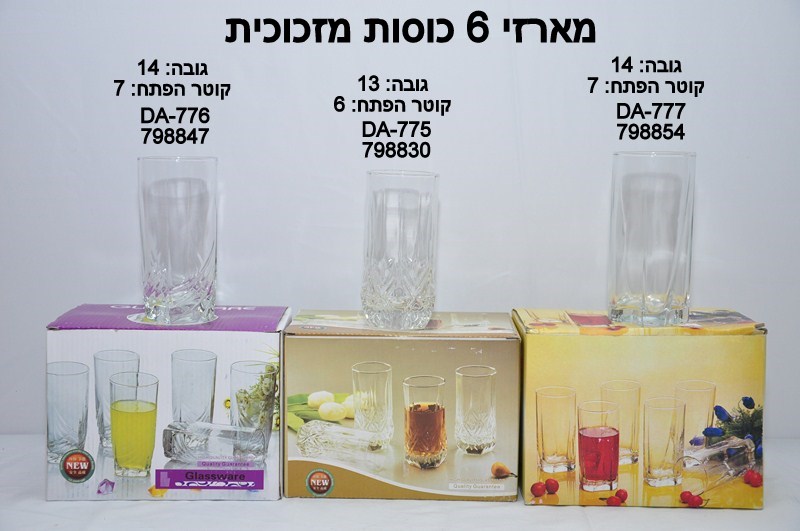 מארזי 6 כוסות מזכוכית
גובה: 14
קוטר הפתח: 7
DA-776
798847
גובה: 13
קוטר הפתח: 6
DA-775
798830
גובה: 14
קוטר הפתח: 7
DA-777
798854
NEW
Quality Guarantee
Glassware
NEW
Quality Guarantee